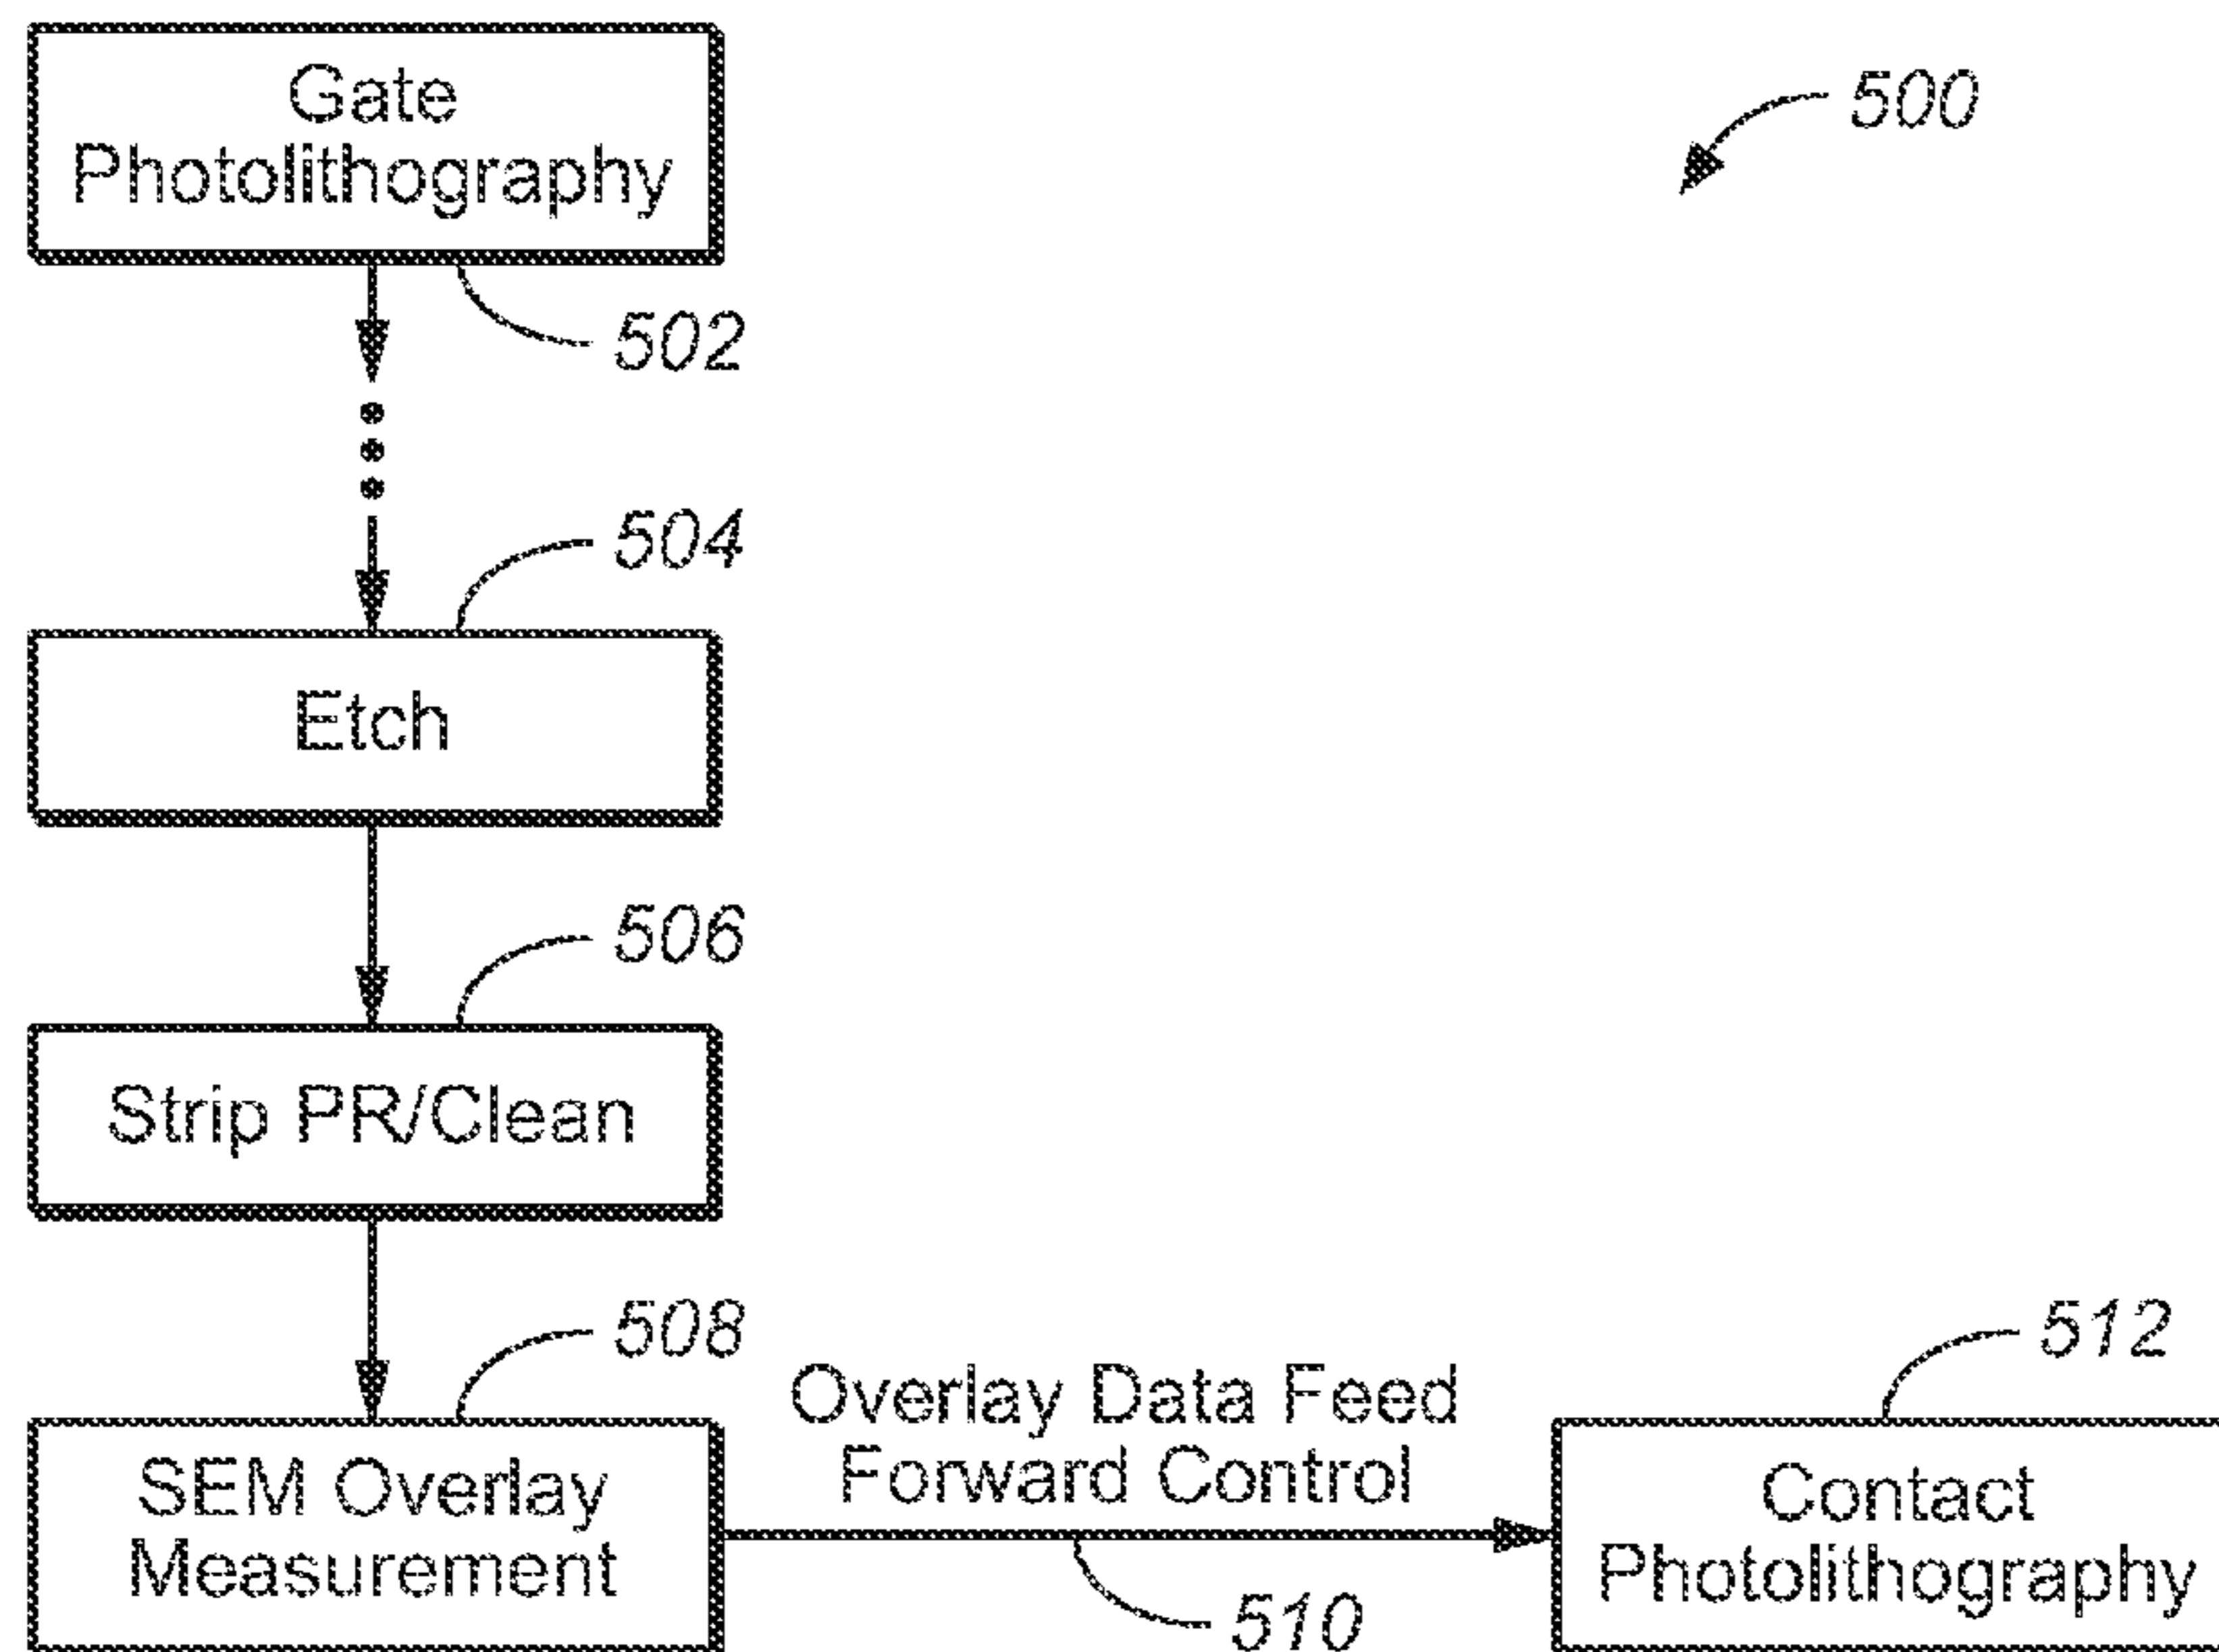 Gate
Photolithography
500
502
504
Etch
506
Strip PR/Clean
508
SEM Overlay
Measurement
Overlay Data Feed
Forward Control
510
512
Contact
Photolithography